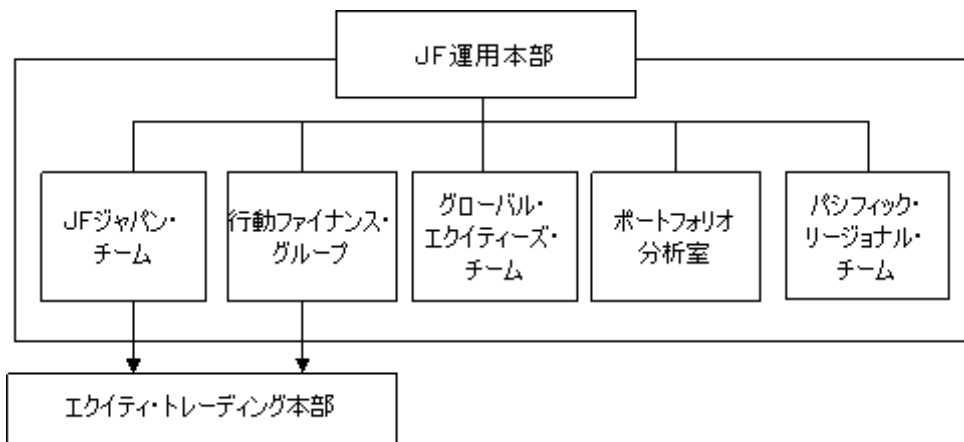 JF運用本部
JFジャパン・
チーム
行動ファイナンス・
グループ
グローバル・
エクイティーズ・
チーム
ポートフォリオ
分析室
パシフィック・
リージョナル・
チーム
エクイティ・トレーディング本部